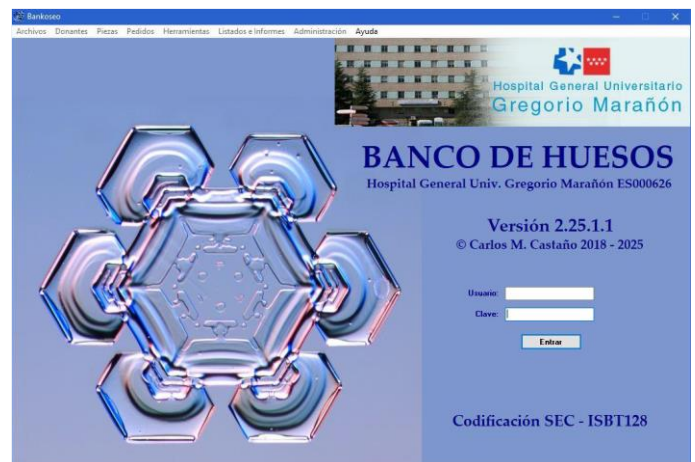 Bankoseo
Archivos Donantes Piezas Pedidos Herramientas Listados e Informes Administración Ayuda
Hospital General Universitario
Gregorio Marañón
BANCO DE HUESOS
Hospital General Univ. Gregorio Marañón ES000626
Versión 2.25.1.1
© Carlos M. Castaño 2018 - 2025
Usuario:
Clave:
Entrar
Codificación SEC - ISBT128